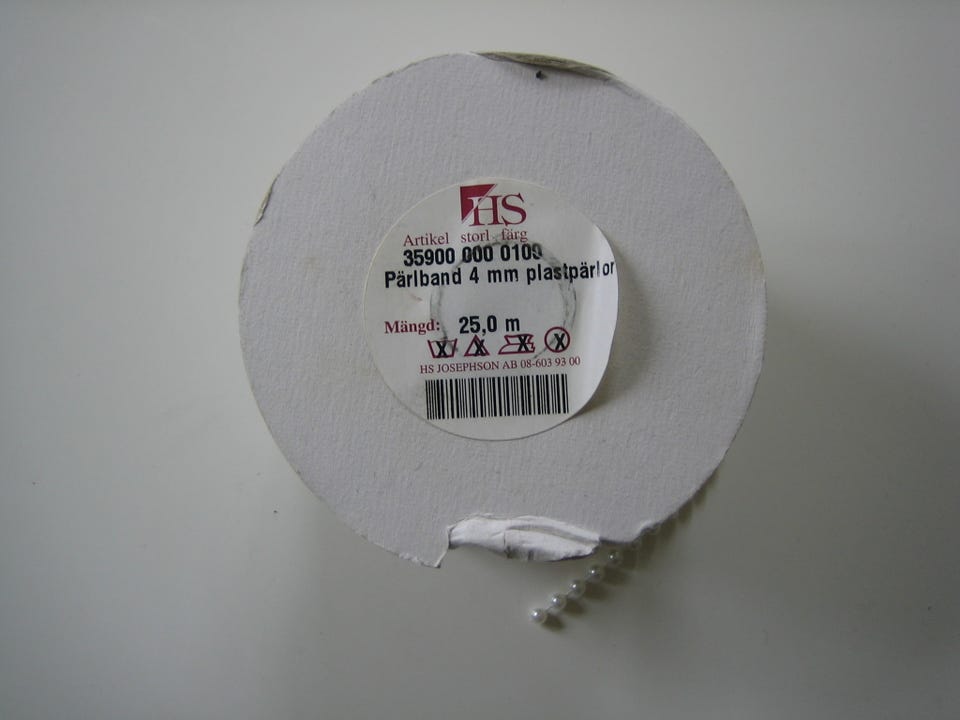 HS
Artikel storl färg
35900 000 0109
Pärlband 4 mm plastpärlor
Mängd: 25,0 m
X X X X
HS JOSEPHSON AB 08-603 93 00